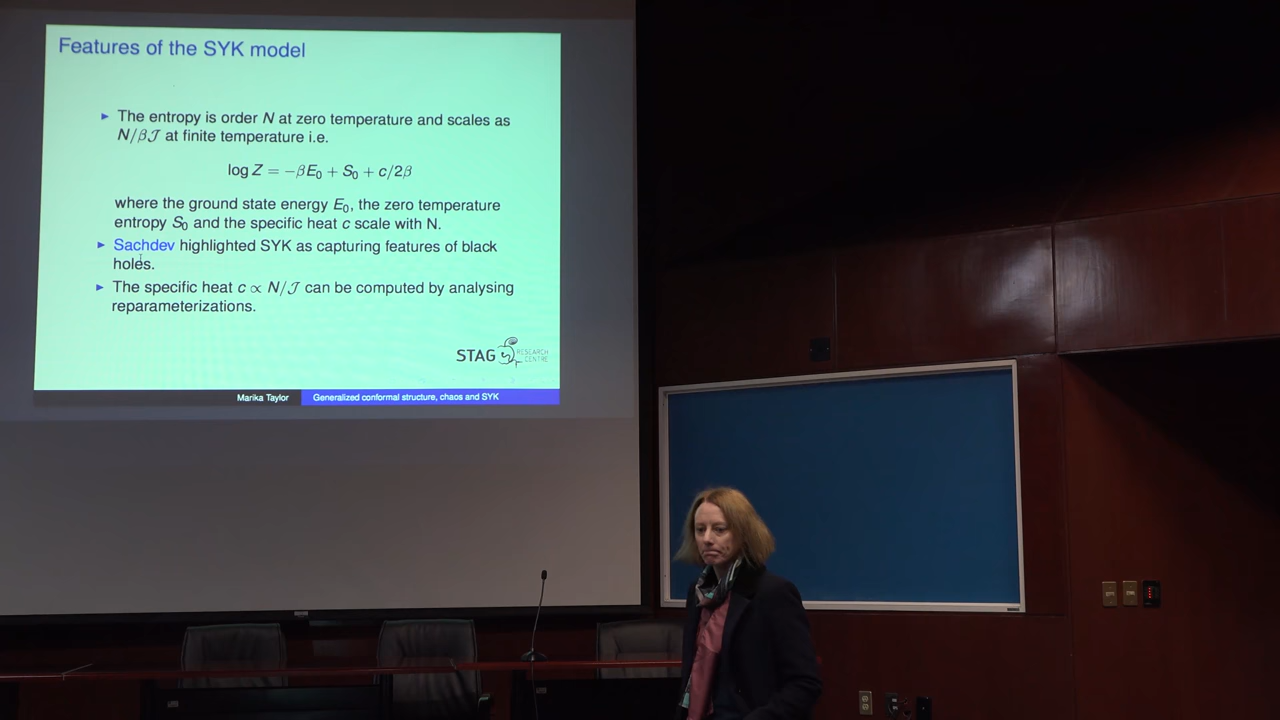 Features of the SYK model
▶ The entropy is order N at zero temperature and scales as
N/β𝒥 at finite temperature i.e.
log Z = −βE₀ + S₀ + c/2β
where the ground state energy E₀, the zero temperature
entropy S₀ and the specific heat c scale with N.
▶ Sachdev highlighted SYK as capturing features of black
holes.
▶ The specific heat c ∝ N/𝒥 can be computed by analysing
reparameterizations.
STAG RESEARCH
CENTRE
Marika Taylor Generalized conformal structure, chaos and SYK